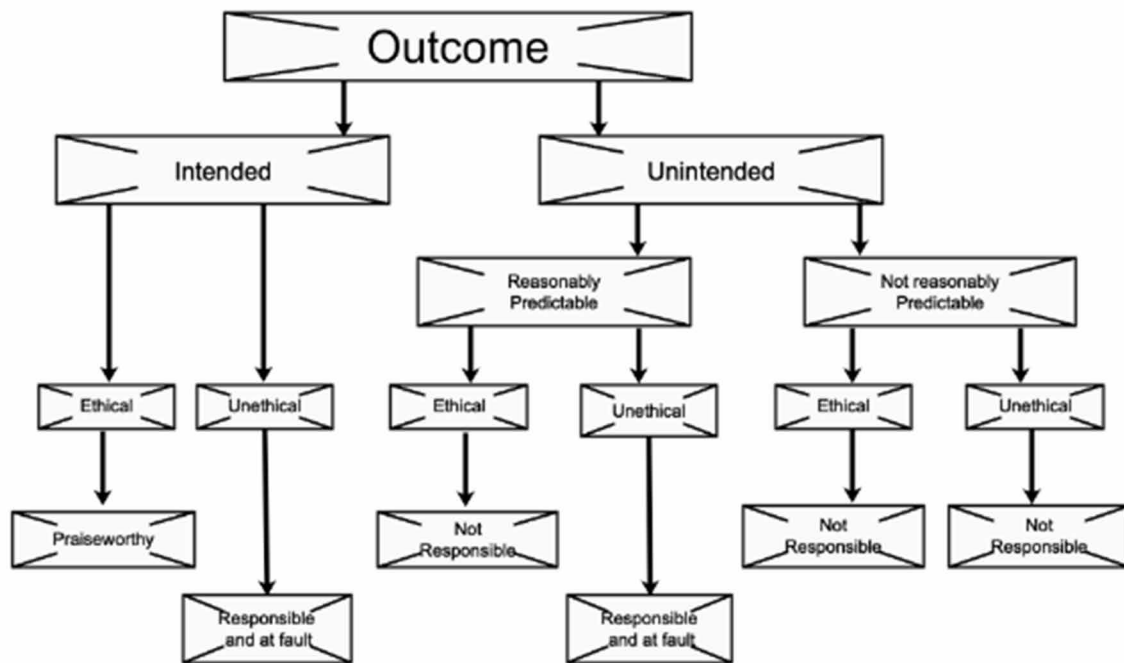 Outcome
Intended
Unintended
Reasonably
Predictable
Not reasonably
Predictable
Ethical
Unethical
Ethical
Unethical
Ethical
Unethical
Praiseworthy
Not
Responsible
Not
Responsible
Not
Responsible
Responsible
and at fault
Responsible
and at fault